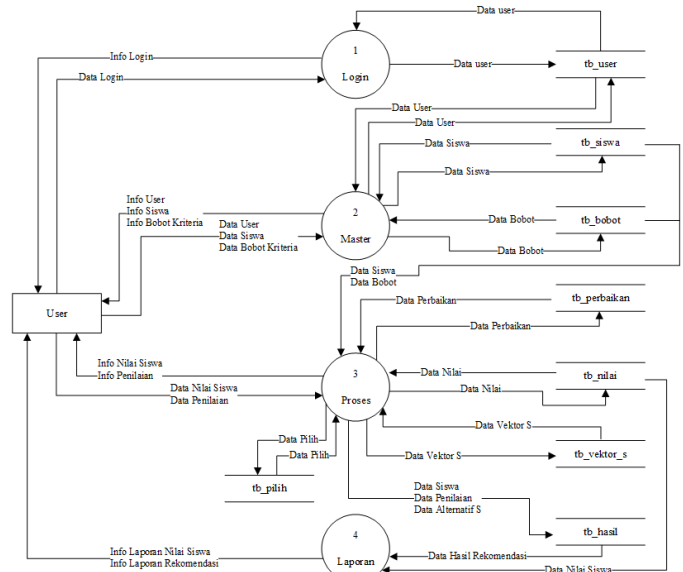 Data user
1
Login
Info Login
Data Login
Data user
tb_user
Data User
Data User
Data Siswa
tb_siswa
Data Siswa
2
Master
Info User
Info Siswa
Info Bobot Kriteria
Data User
Data Siswa
Data Bobot Kriteria
Data Bobot
tb_bobot
Data Bobot
Data Siswa
Data Bobot
User
Data Perbaikan
tb_perbaikan
Data Perbaikan
Info Nilai Siswa
Info Penilaian
3
Proses
Data Nilai
tb_nilai
Data Nilai
Data Nilai Siswa
Data Penilaian
Data Vektor S
Data Pilih
Data Pilih
Data Vektor S
tb_vektor_s
tb_pilih
Data Siswa
Data Penilaian
Data Alternatif S
tb_hasil
4
Laporan
Info Laporan Nilai Siswa
Info Laporan Rekomendasi
Data Hasil Rekomendasi
Data Nilai Siswa